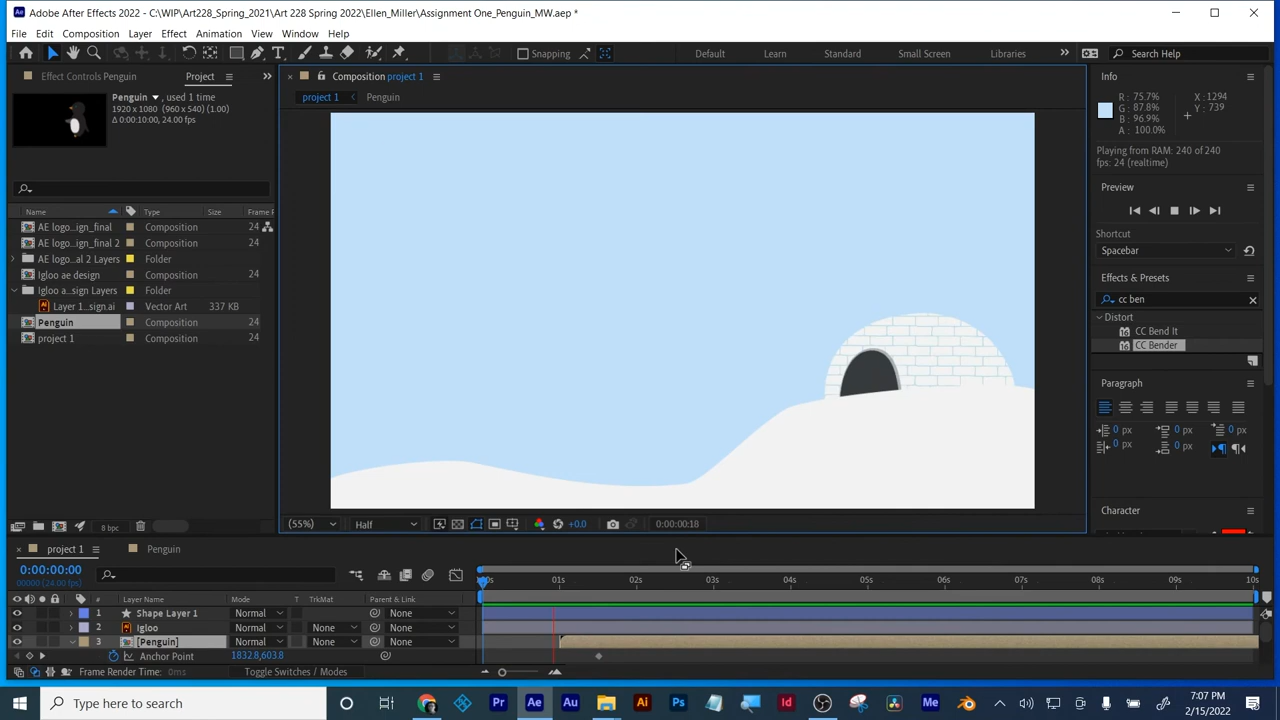 Adobe After Effects 2022 - C:\WIP\Art228_Spring_2021\Art 228 Spring 2022\Ellen_Miller\Assignment One_Penguin_MW.aep *
File Edit Composition Layer Effect Animation View Window Help
Snapping Default Learn Standard Small Screen Libraries Search Help
Effect Controls Penguin Project
Penguin , used 1 time
1920 x 1080 (960 x 540) (1.00)
Δ 0:00:10:00, 24.00 fps
Name Type Size Frame R
AE logo...ign_final Composition 24
AE logo...ign_final 2 Composition 24
AE logo...al 2 Layers Folder
Igloo ae design Composition 24
Igloo a...sign Layers Folder
Layer 1...sign.ai Vector Art 337 KB
Penguin Composition 24
project 1 Composition 24
8 bpc
Composition project 1
project 1 Penguin
(55%) Half +0.0 0:00:00:18
Info
R: 75.7%
G: 87.8%
B: 96.9%
A: 100.0%
X: 1294
Y: 739
Playing from RAM: 240 of 240
fps: 24 (realtime)
Preview
Shortcut
Spacebar
Effects & Presets
cc ben
Distort
CC Bend It
CC Bender
Paragraph
0 px 0 px 0 px
0 px 0 px
Character
project 1 Penguin
0:00:00:00
00000 (24.00 fps)
01s 02s 03s 04s 05s 06s 07s 08s 09s 10s
Layer Name Mode T TrkMat Parent & Link
1 Shape Layer 1 Normal None
2 Igloo Normal None None
3 [Penguin] Normal None None
Anchor Point 1832.8,603.8
Frame Render Time: 0ms Toggle Switches / Modes
Type here to search
Pr Ae Au Ai Ps Id Me
7:07 PM
2/15/2022